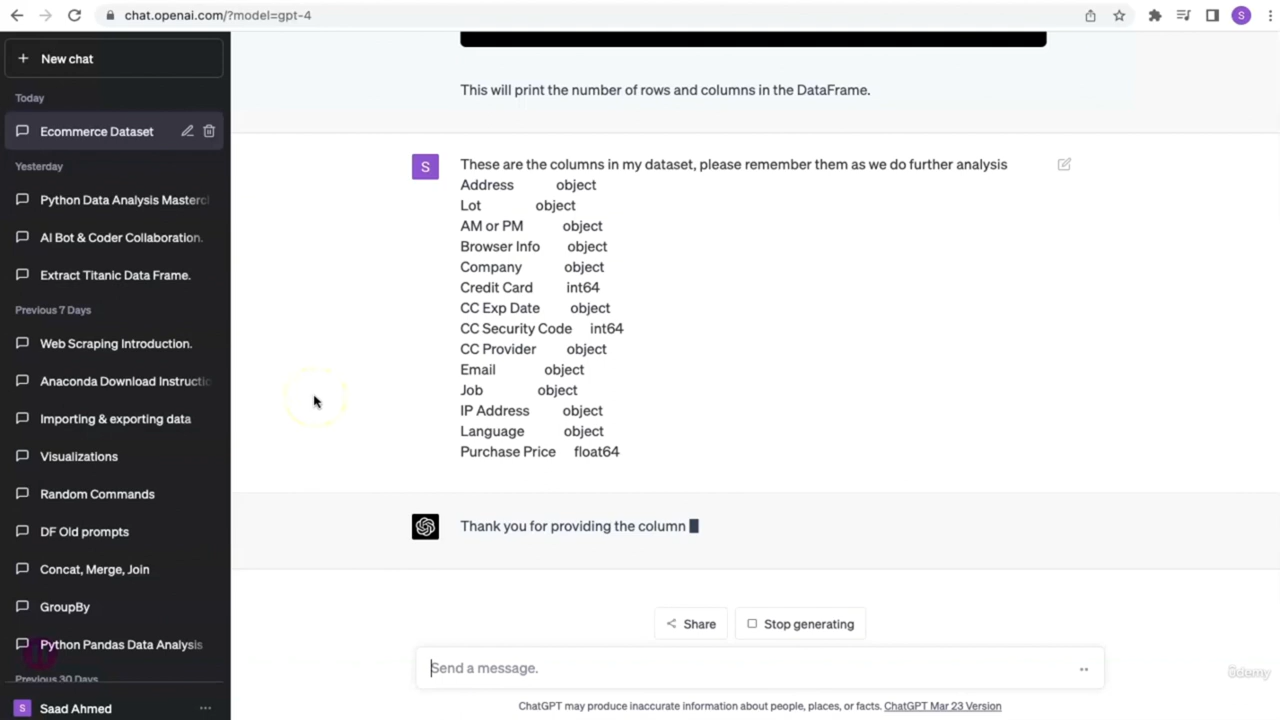 chat.openai.com/?model=gpt-4
S
New chat
Today
Ecommerce Dataset
Yesterday
Python Data Analysis Mastercl
AI Bot & Coder Collaboration.
Extract Titanic Data Frame.
Previous 7 Days
Web Scraping Introduction.
Anaconda Download Instructio
Importing & exporting data
Visualizations
Random Commands
DF Old prompts
Concat, Merge, Join
GroupBy
Python Pandas Data Analysis
Previous 30 Days
S Saad Ahmed
This will print the number of rows and columns in the DataFrame.
S
These are the columns in my dataset, please remember them as we do further analysis
Address object
Lot object
AM or PM object
Browser Info object
Company object
Credit Card int64
CC Exp Date object
CC Security Code int64
CC Provider object
Email object
Job object
IP Address object
Language object
Purchase Price float64
Thank you for providing the column
Share
Stop generating
Send a message.
ChatGPT may produce inaccurate information about people, places, or facts. ChatGPT Mar 23 Version
ûdemy